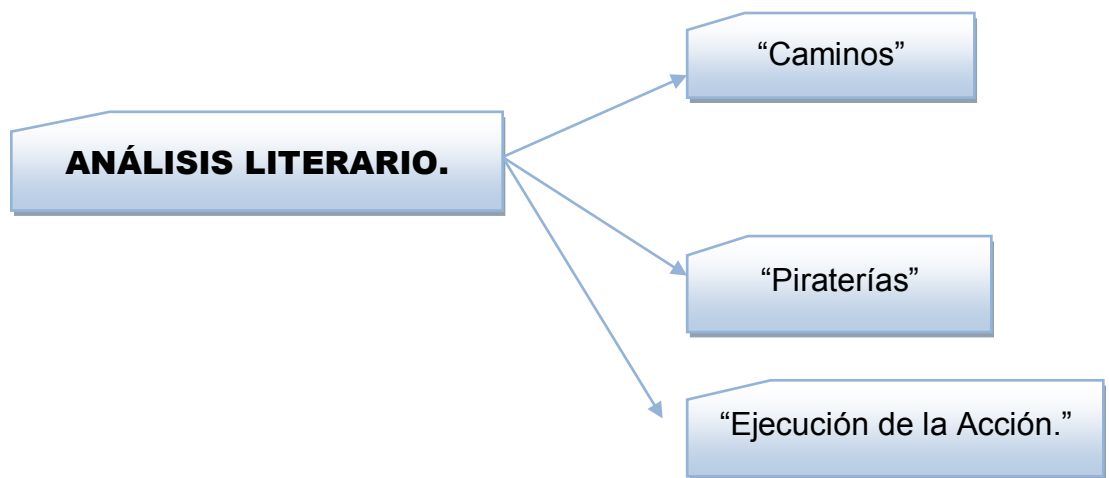 “Caminos”
ANÁLISIS LITERARIO.
“Piraterías”
“Ejecución de la Acción.”